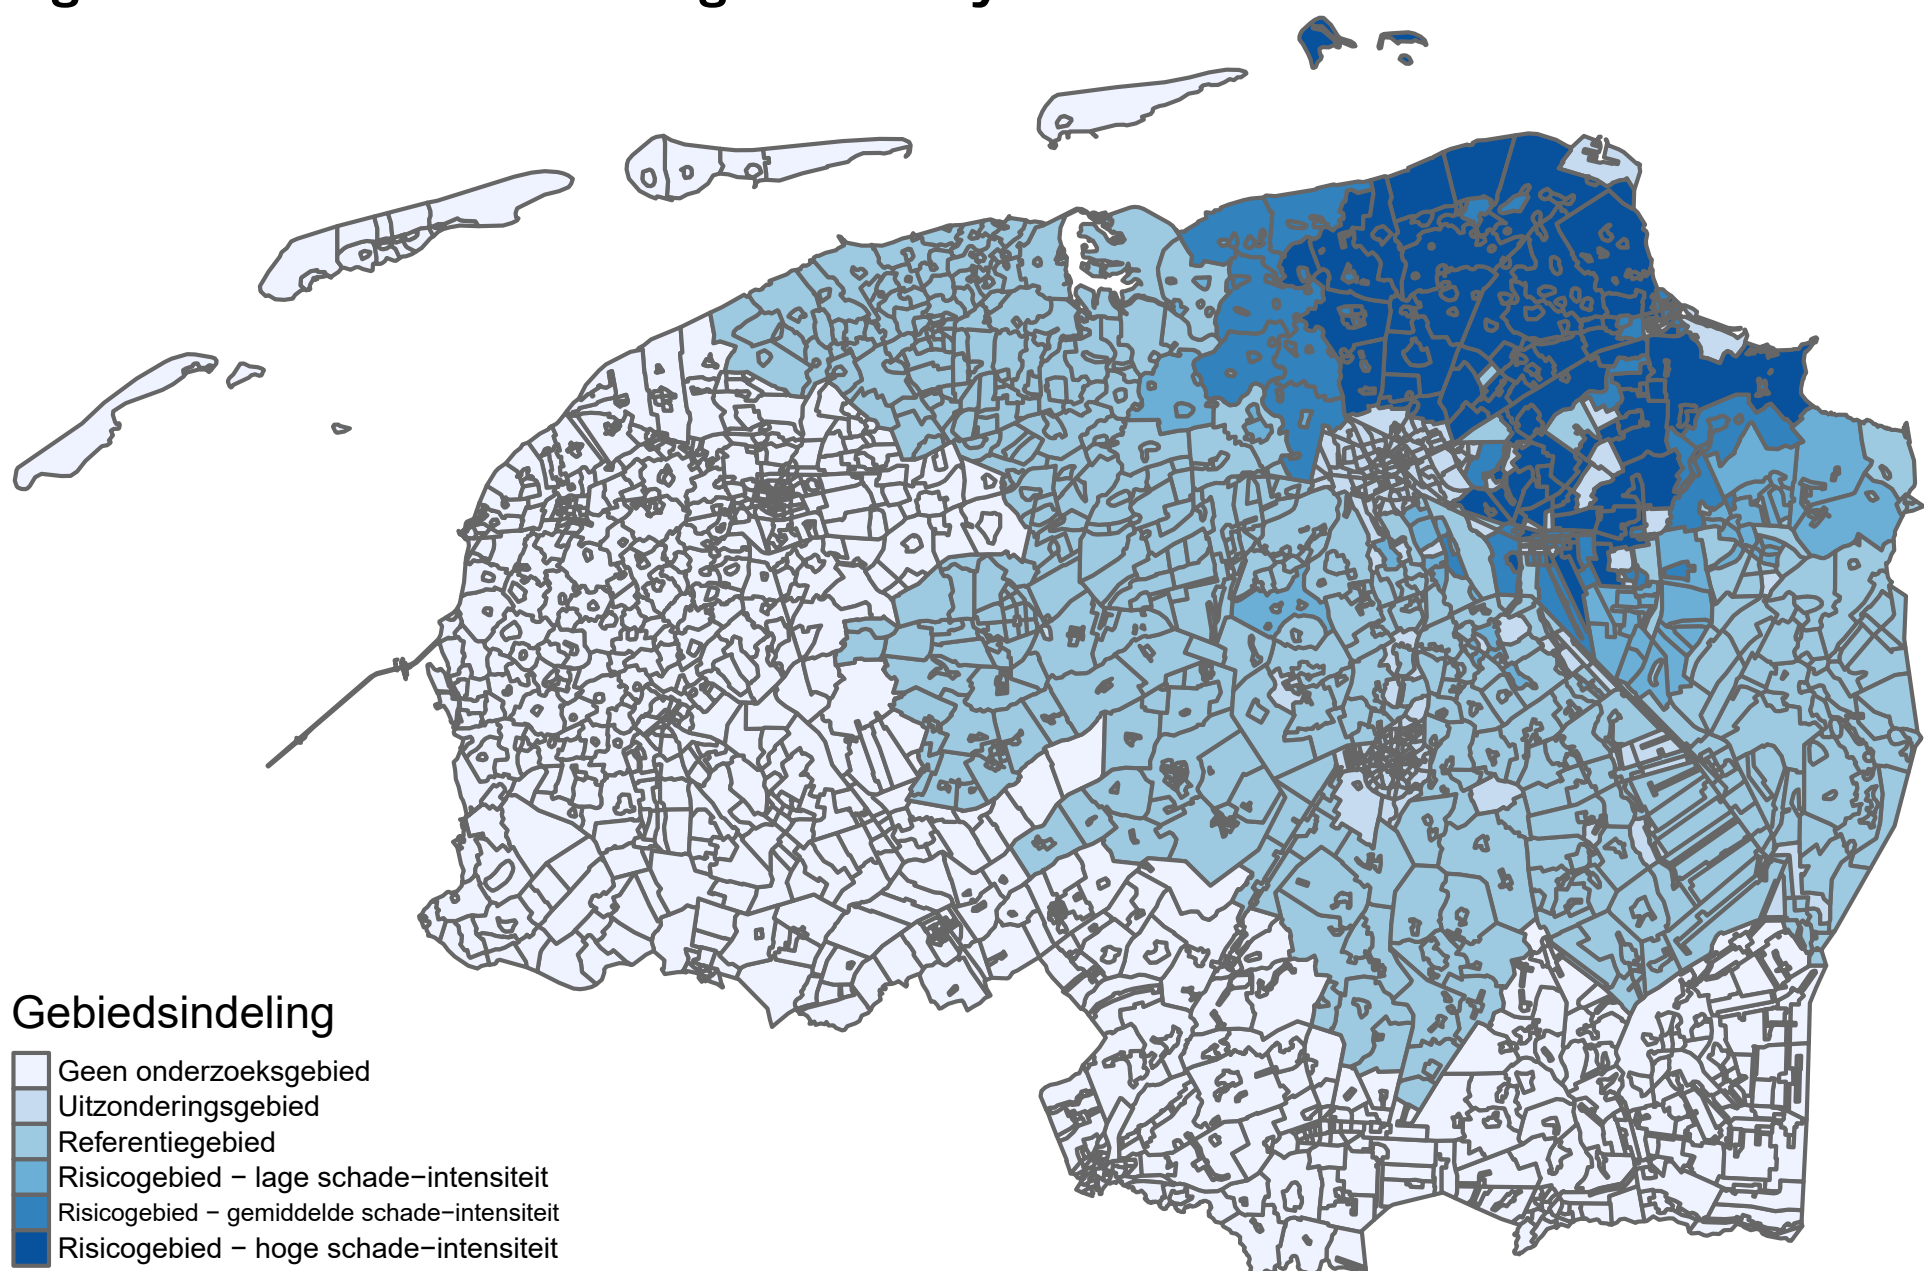 Gebiedsindeling
Geen onderzoeksgebied
Uitzonderingsgebied
Referentiegebied
Risicogebied − lage schade−intensiteit
Risicogebied − gemiddelde schade−intensiteit
Risicogebied − hoge schade−intensiteit